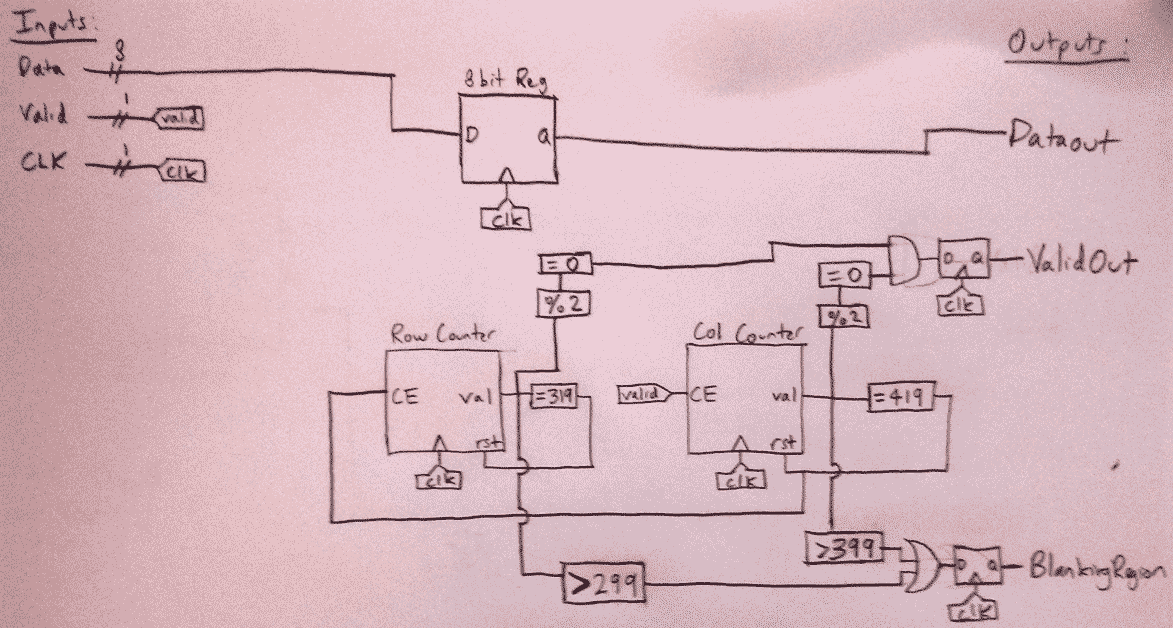 Inputs:
Data
8
Valid
1
valid
CLK
1
clk
8bit Reg
D
Q
clk
Outputs:
Dataout
= 0
%2
= 0
%2
D Q
clk
ValidOut
Row Counter
CE
val
rst
clk
=319
valid
Col Counter
CE
val
rst
clk
=419
>299
>399
D Q
clk
BlankingRegion